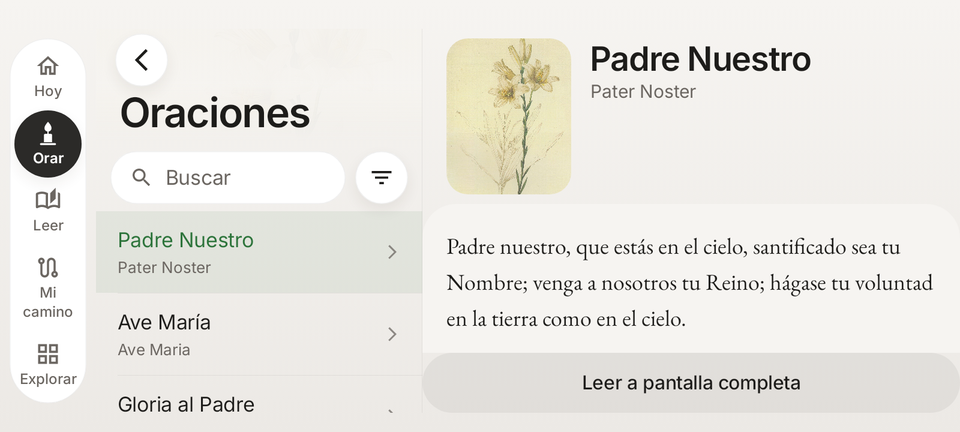 Hoy
Orar
Leer
Mi
camino
Explorar
Oraciones
Buscar
Padre Nuestro
Pater Noster
Ave María
Ave Maria
Gloria al Padre
Padre Nuestro
Pater Noster
Padre nuestro, que estás en el cielo, santificado sea tu
Nombre; venga a nosotros tu Reino; hágase tu voluntad
en la tierra como en el cielo.
Leer a pantalla completa